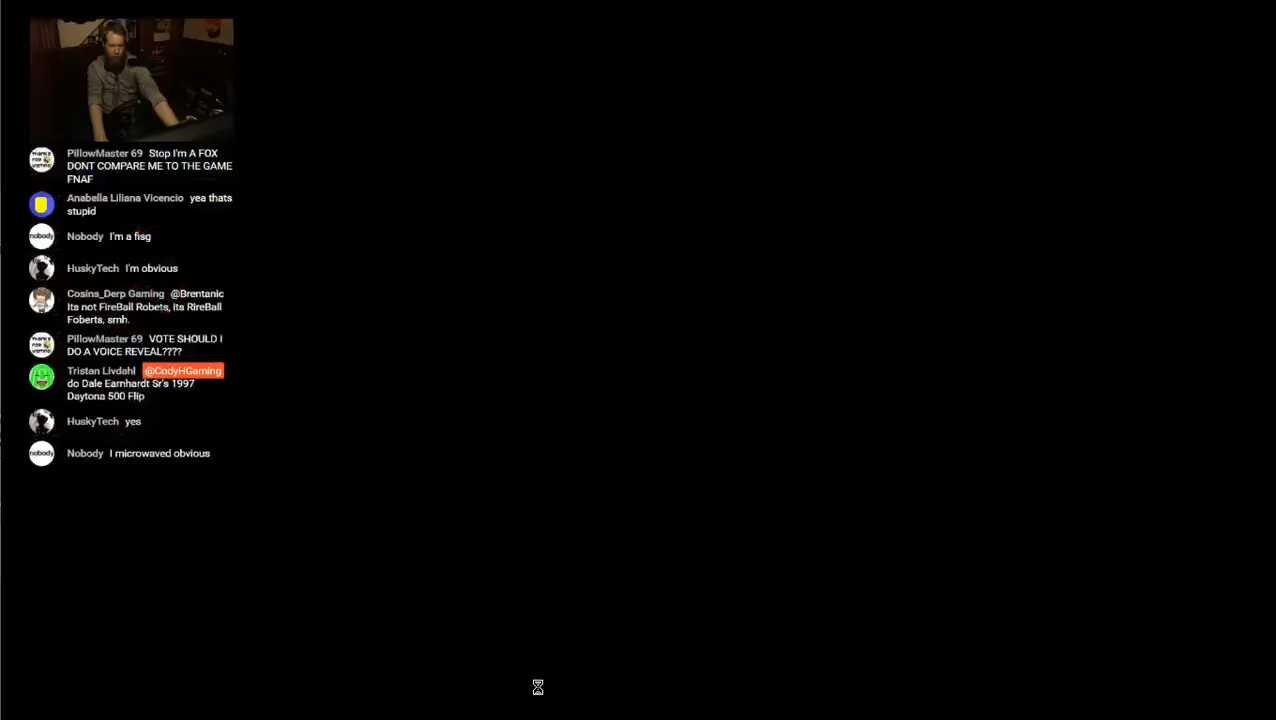 PillowMaster 69 Stop I'm A FOX
DONT COMPARE ME TO THE GAME
FNAF
Anabella Liliana Vicencio yea thats
stupid
nobody
Nobody I'm a fisg
HuskyTech I'm obvious
Cosins_Derp Gaming @Brentanic
Its not FireBall Robets, its RireBall
Foberts, smh.
PillowMaster 69 VOTE SHOULD I
DO A VOICE REVEAL????
Tristan Livdahl @CodyHGaming
do Dale Earnhardt Sr's 1997
Daytona 500 Flip
HuskyTech yes
nobody
Nobody I microwaved obvious